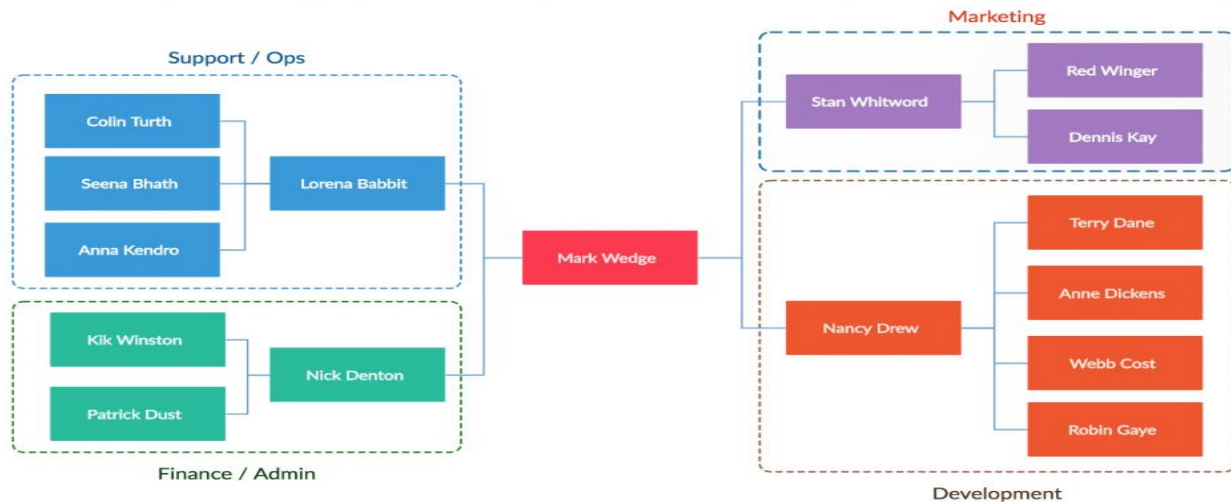 Marketing
Support / Ops
Red Winger
Stan Whitword
Colin Turth
Dennis Kay
Seena Bhath
Lorena Babbit
Terry Dane
Anna Kendro
Mark Wedge
Anne Dickens
Nancy Drew
Kik Winston
Webb Cost
Nick Denton
Patrick Dust
Robin Gaye
Finance / Admin
Development